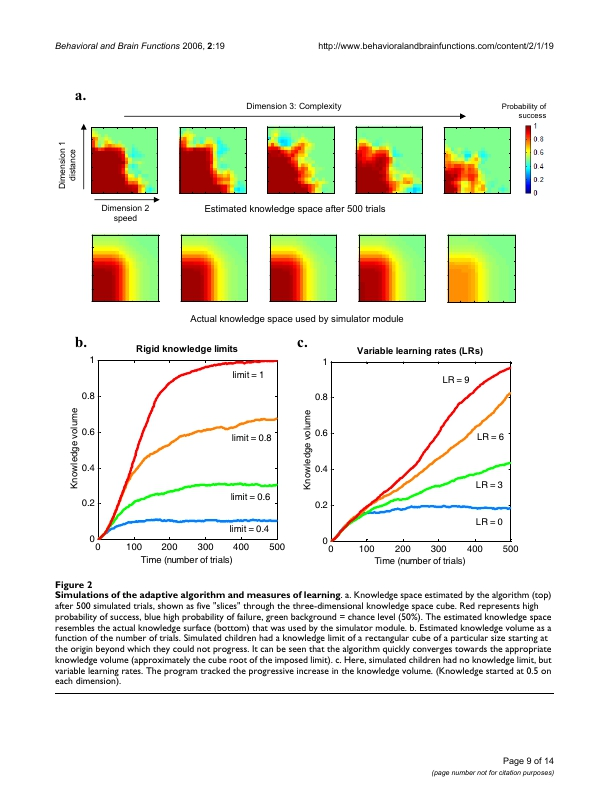 Behavioral and Brain Functions 2006, 2:19 http://www.behavioralandbrainfunctions.com/content/2/1/19
a.
Dimension 3: Complexity
Probability of
success
Dimension 1
distance
1
0.8
0.6
0.4
0.2
0
Dimension 2
speed
Estimated knowledge space after 500 trials
Actual knowledge space used by simulator module
b.
Rigid knowledge limits
Knowledge volume
1
0.8
0.6
0.4
0.2
0
limit = 1
limit = 0.8
limit = 0.6
limit = 0.4
0 100 200 300 400 500
Time (number of trials)
c.
Variable learning rates (LRs)
Knowledge volume
1
0.8
0.6
0.4
0.2
0
LR = 9
LR = 6
LR = 3
LR = 0
0 100 200 300 400 500
Time (number of trials)
Figure 2
Simulations of the adaptive algorithm and measures of learning. a. Knowledge space estimated by the algorithm (top)
after 500 simulated trials, shown as five "slices" through the three-dimensional knowledge space cube. Red represents high
probability of success, blue high probability of failure, green background = chance level (50%). The estimated knowledge space
resembles the actual knowledge surface (bottom) that was used by the simulator module. b. Estimated knowledge volume as a
function of the number of trials. Simulated children had a knowledge limit of a rectangular cube of a particular size starting at
the origin beyond which they could not progress. It can be seen that the algorithm quickly converges towards the appropriate
knowledge volume (approximately the cube root of the imposed limit). c. Here, simulated children had no knowledge limit, but
variable learning rates. The program tracked the progressive increase in the knowledge volume. (Knowledge started at 0.5 on
each dimension).
Page 9 of 14
(page number not for citation purposes)